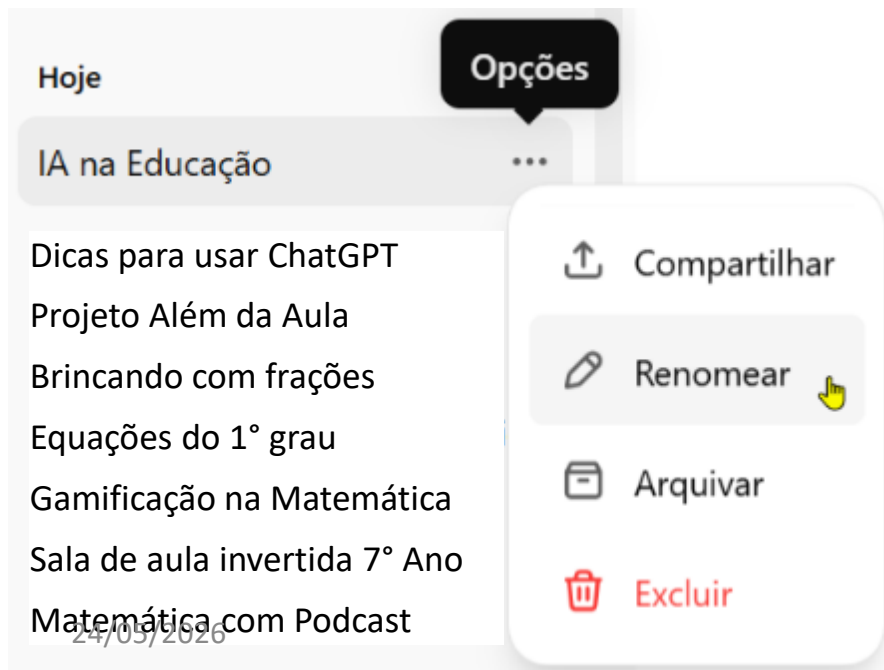 Hoje
Opções
IA na Educação
...
Dicas para usar ChatGPT
Projeto Além da Aula
Brincando com frações
Equações do 1° grau
Gamificação na Matemática
Sala de aula invertida 7° Ano
Matemática com Podcast
24/05/2026
Compartilhar
Renomear
Arquivar
Excluir